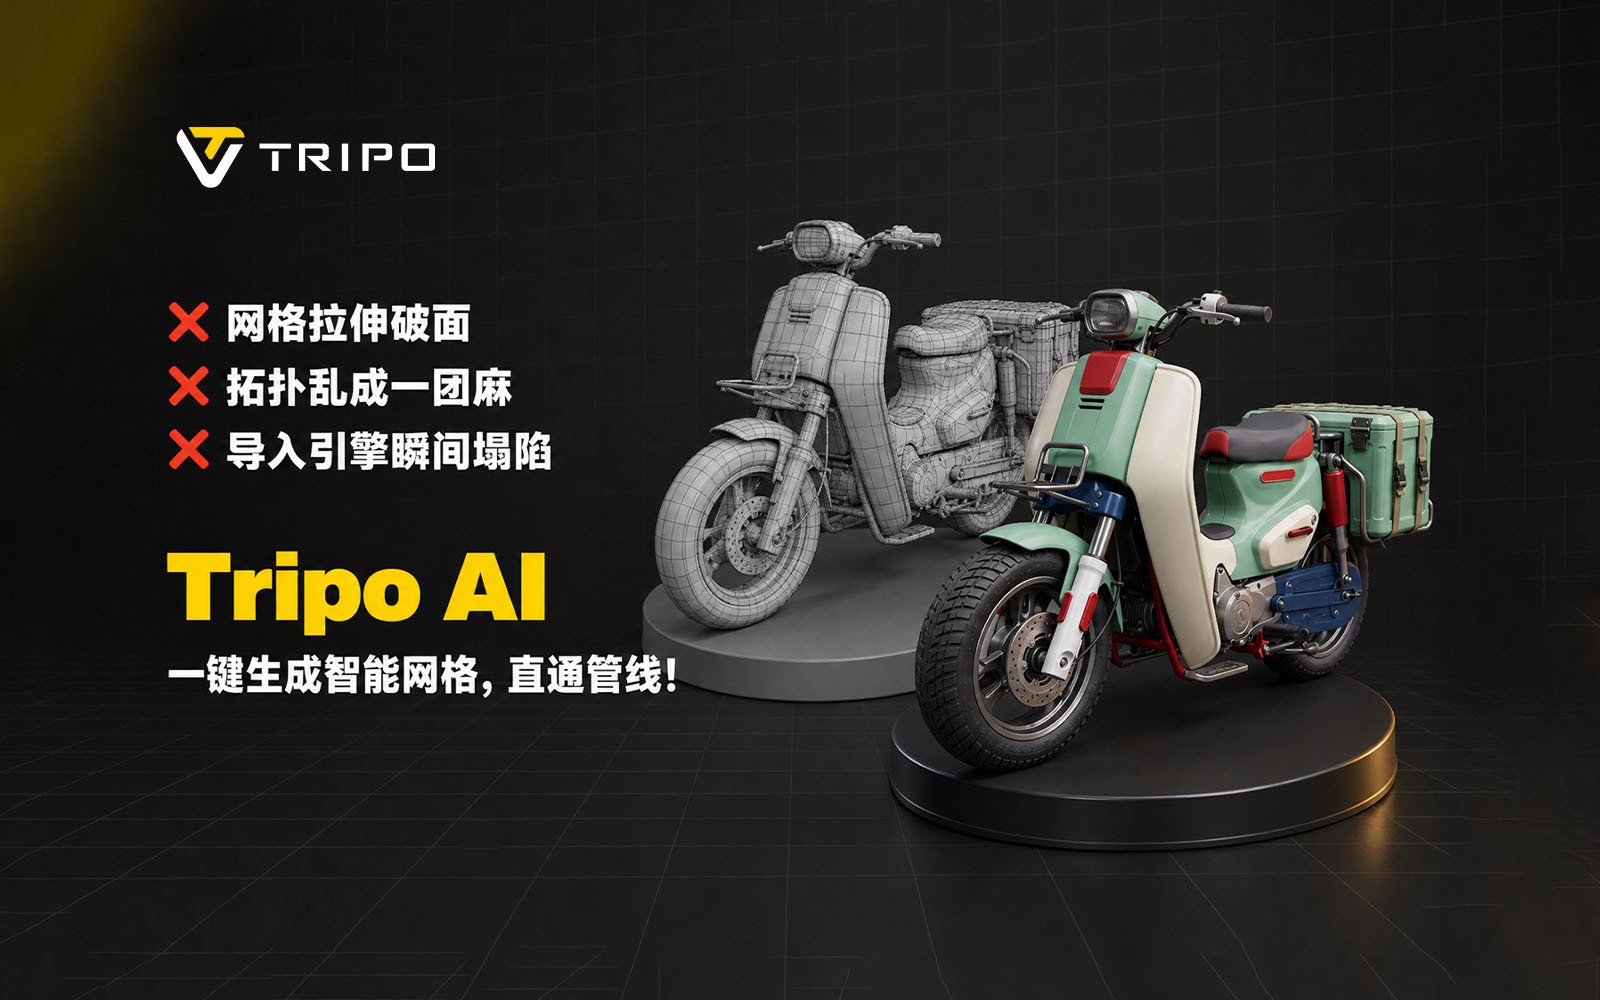 TRIPO
❌ 网格拉伸破面
❌ 拓扑乱成一团麻
❌ 导入引擎瞬间塌陷
Tripo AI
一键生成智能网格，直通管线！